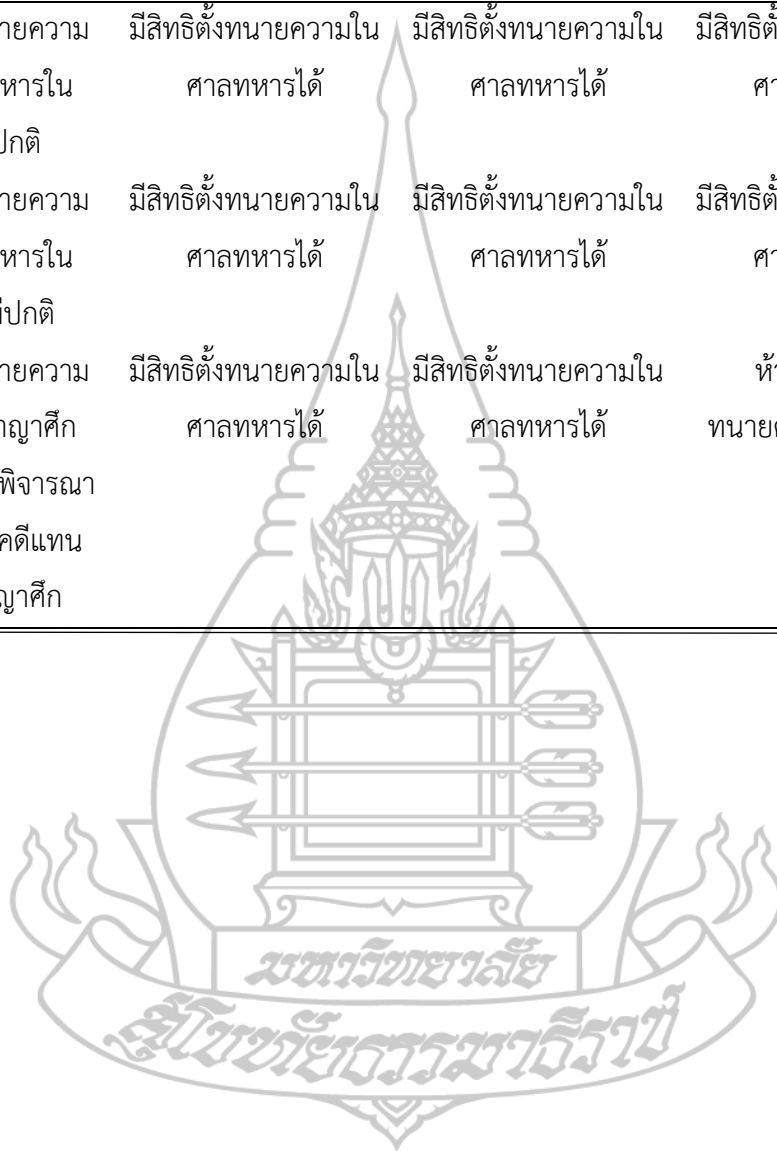 ายความ มีสิทธิตั้งทนายความใน มีสิทธิตั้งทนายความใน มีสิทธิตั้
หารใน ศาลทหารได้ ศาลทหารได้ ศา
ปกติ
ายความ มีสิทธิตั้งทนายความใน มีสิทธิตั้งทนายความใน มีสิทธิตั้
หารใน ศาลทหารได้ ศาลทหารได้ ศา
ปกติ
ายความ มีสิทธิตั้งทนายความใน มีสิทธิตั้งทนายความใน ห้า
าญาศึก ศาลทหารได้ ศาลทหารได้ ทนาย
พิจารณา
คดีแทน
ญาศึก
มหาวิทยาลัย
สุโขทัยธรรมาธิราช